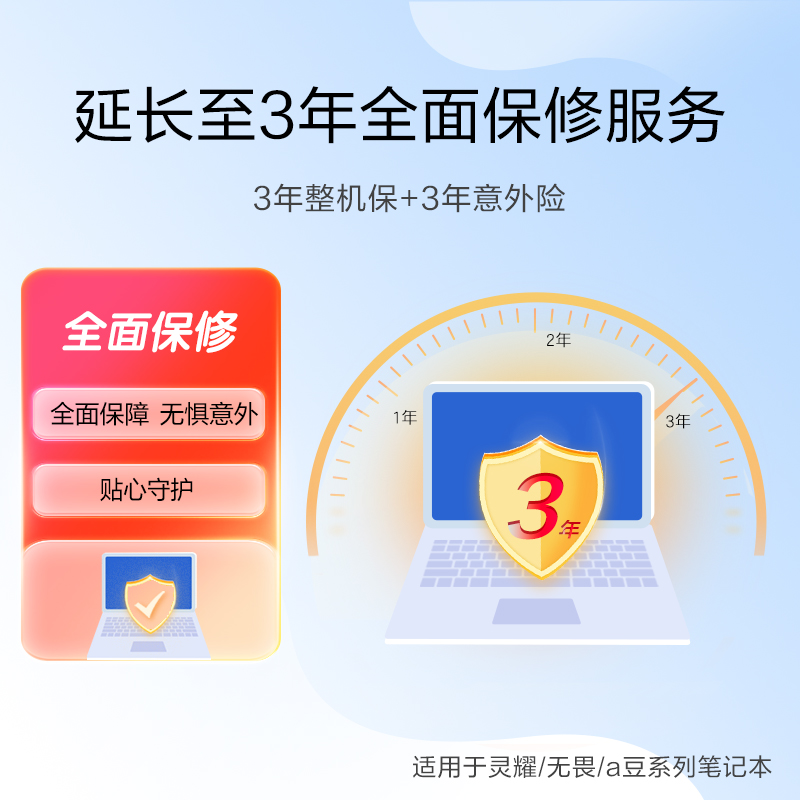 延长至3年全面保修服务
3年整机保+3年意外险
全面保修
全面保障 无惧意外
贴心守护
1年
2年
3年
3年
适用于灵耀/无畏/a豆系列笔记本